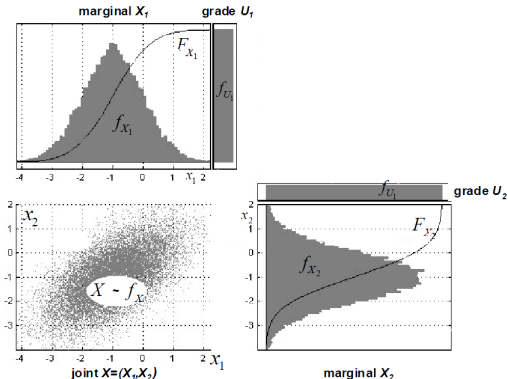 marginal X₁ grade U₁
F_X₁
f_U₁
f_X₁
-4 -3 -2 -1 0 x₁ 2
f_U₁ grade U₂
2 x₂
1
0
-1
-2
-3
X ~ f_X
-4 -3 -2 -1 0 1 2 x₁
joint X=(X₁,X₂)
x₂ 2
1
0
-1
-2
-3
F_X₂
f_X₂
marginal X₂